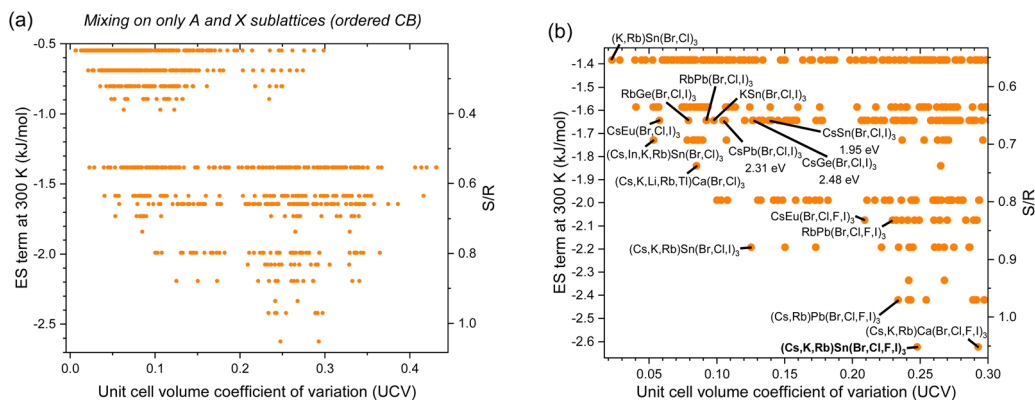 (a)
Mixing on only A and X sublattices (ordered CB)
ES term at 300 K (kJ/mol)
-0.5
-1.0
-1.5
-2.0
-2.5
0.4
0.6
0.8
1.0
S/R
0.0 0.1 0.2 0.3 0.4
Unit cell volume coefficient of variation (UCV)
(b)
ES term at 300 K (kJ/mol)
-1.4
-1.5
-1.6
-1.7
-1.8
-1.9
-2.0
-2.1
-2.2
-2.3
-2.4
-2.5
-2.6
(K,Rb)Sn(Br,Cl)3
RbPb(Br,Cl,I)3
RbGe(Br,Cl,I)3
KSn(Br,Cl,I)3
CsEu(Br,Cl,I)3
CsSn(Br,Cl,I)3
1.95 eV
CsPb(Br,Cl,I)3
2.31 eV
(Cs,In,K,Rb)Sn(Br,Cl)3
CsGe(Br,Cl,I)3
2.48 eV
(Cs,K,Li,Rb,Tl)Ca(Br,Cl)3
CsEu(Br,Cl,F,I)3
RbPb(Br,Cl,F,I)3
(Cs,K,Rb)Sn(Br,Cl,I)3
(Cs,Rb)Pb(Br,Cl,F,I)3
(Cs,K,Rb)Ca(Br,Cl,F,I)3
(Cs,K,Rb)Sn(Br,Cl,F,I)3
0.6
0.7
0.8
0.9
1.0
S/R
0.05 0.10 0.15 0.20 0.25 0.30
Unit cell volume coefficient of variation (UCV)